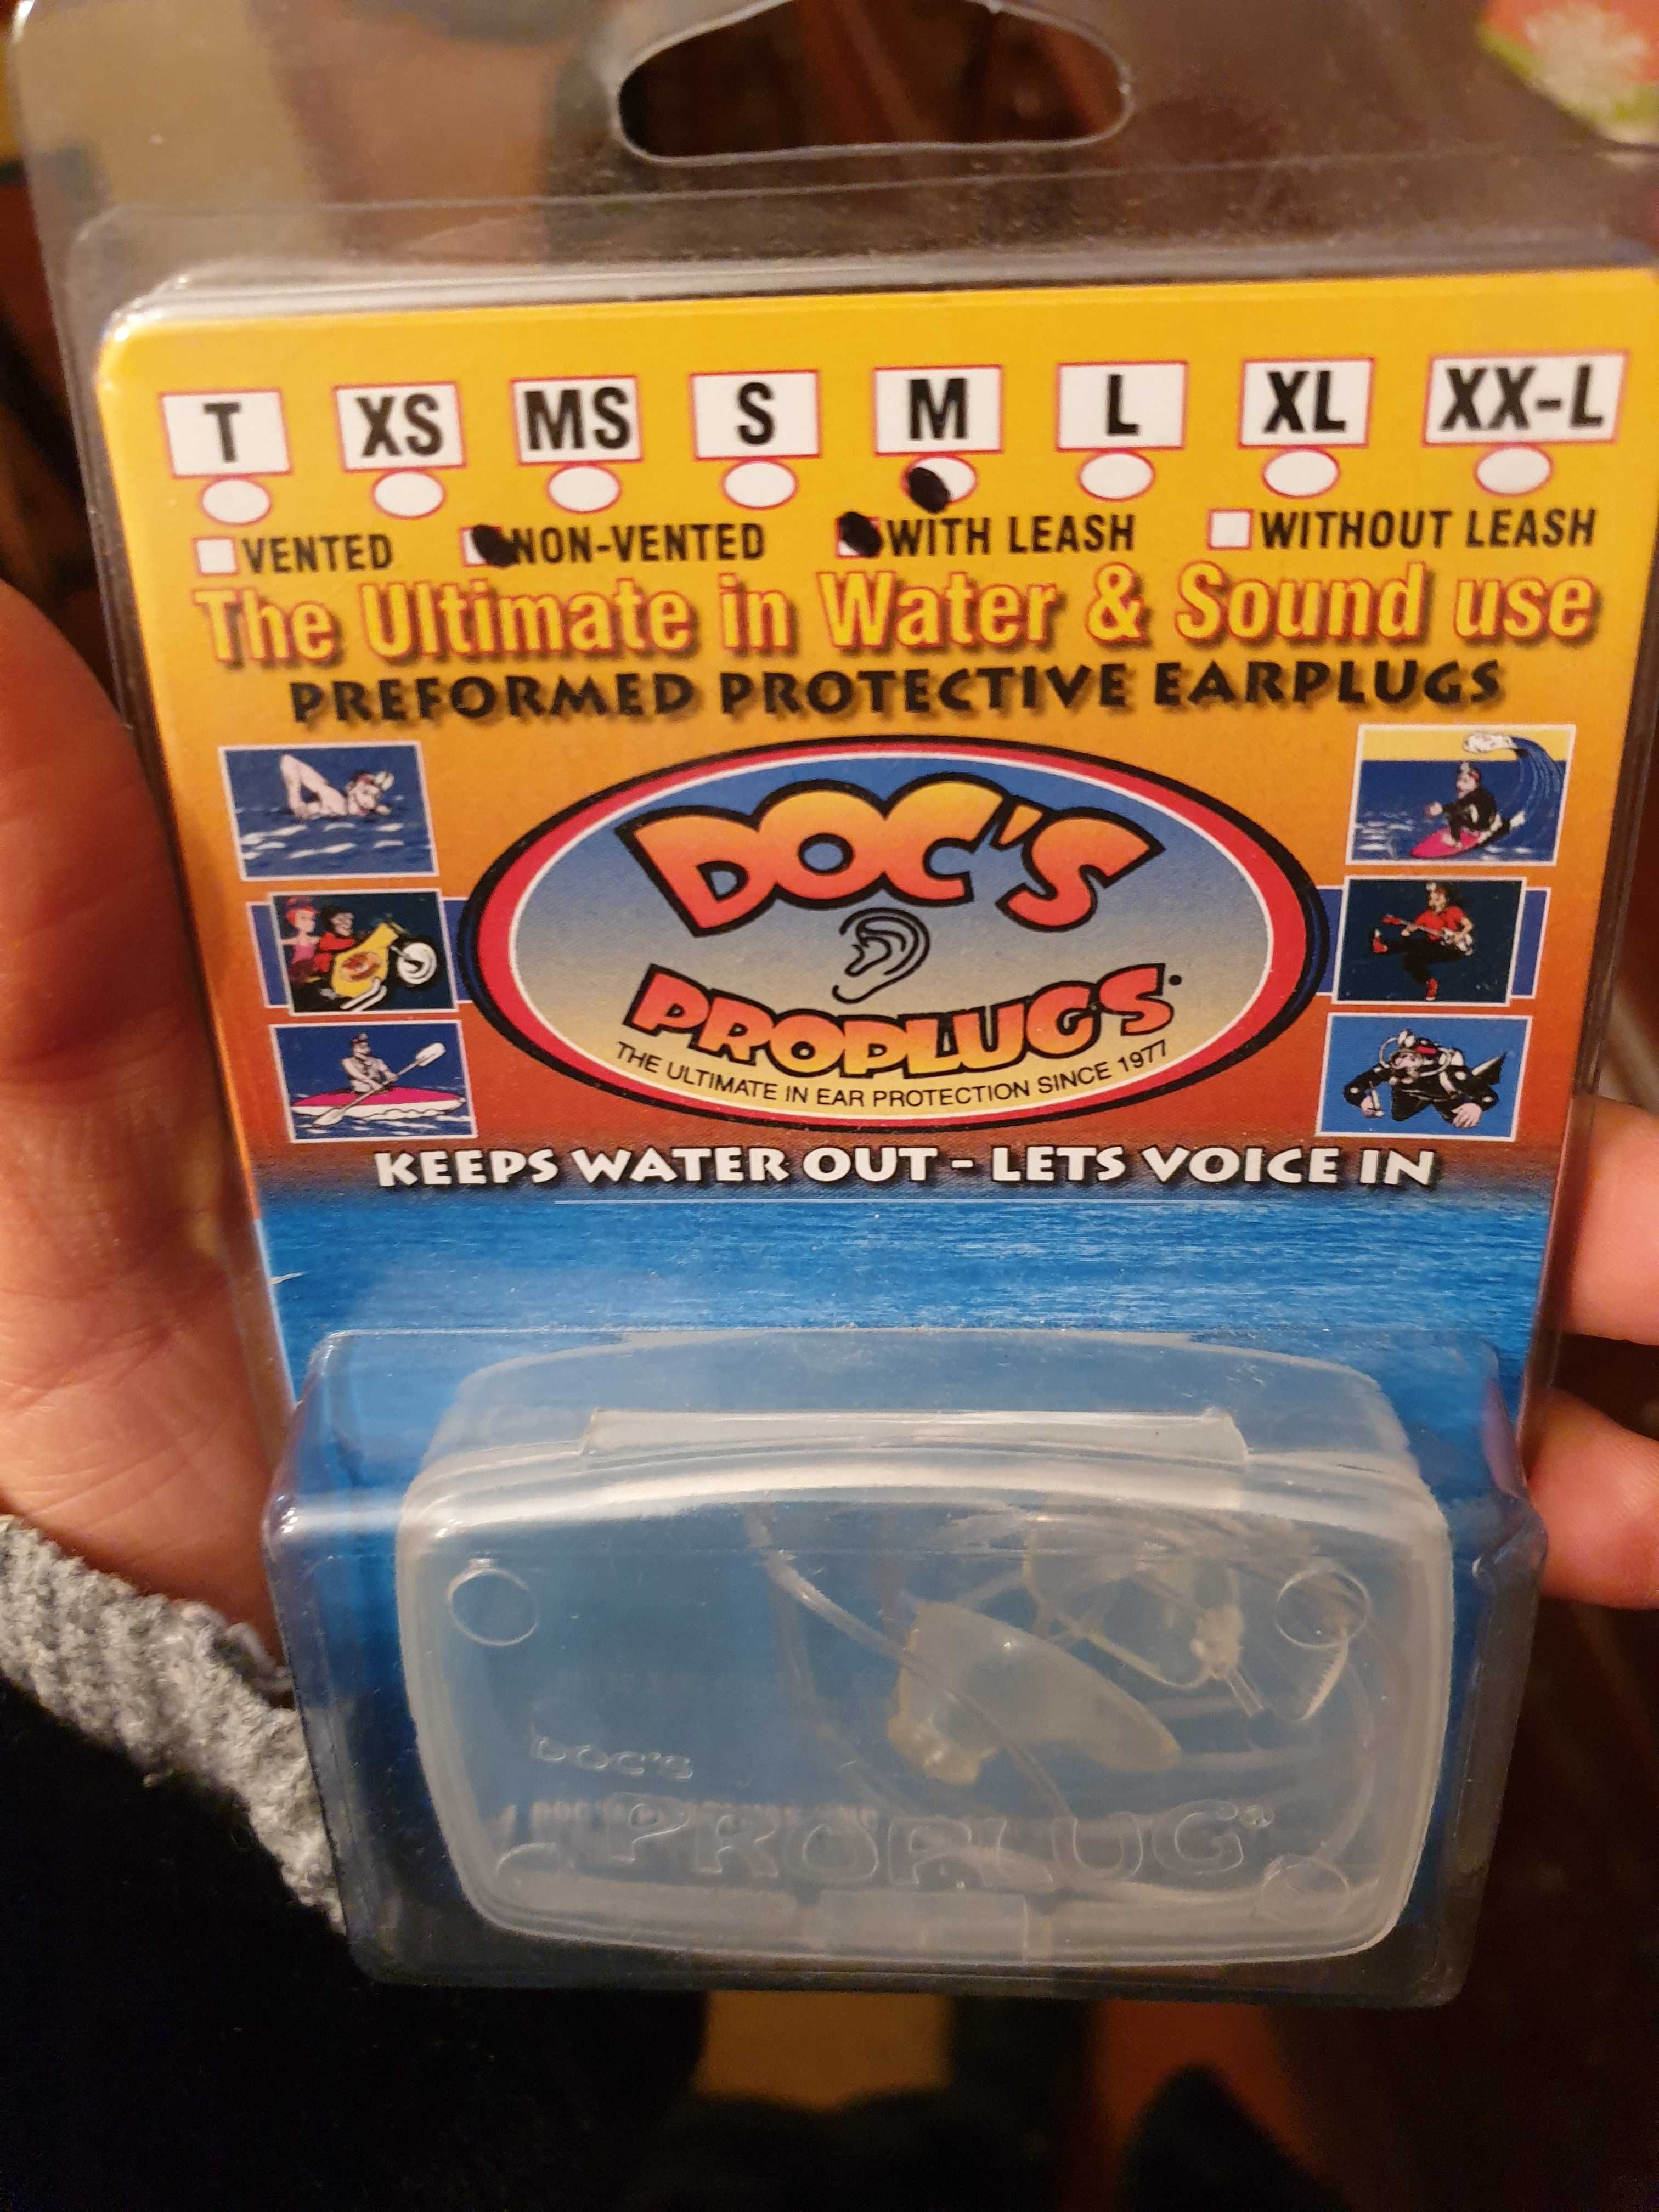 T XS MS S M L XL XX-L
VENTED NON-VENTED WITH LEASH WITHOUT LEASH
The Ultimate in Water & Sound use
PREFORMED PROTECTIVE EARPLUGS
DOC'S
PROPLUGS
THE ULTIMATE IN EAR PROTECTION SINCE 1977
KEEPS WATER OUT - LETS VOICE IN
DOC'S
PROPLUG®